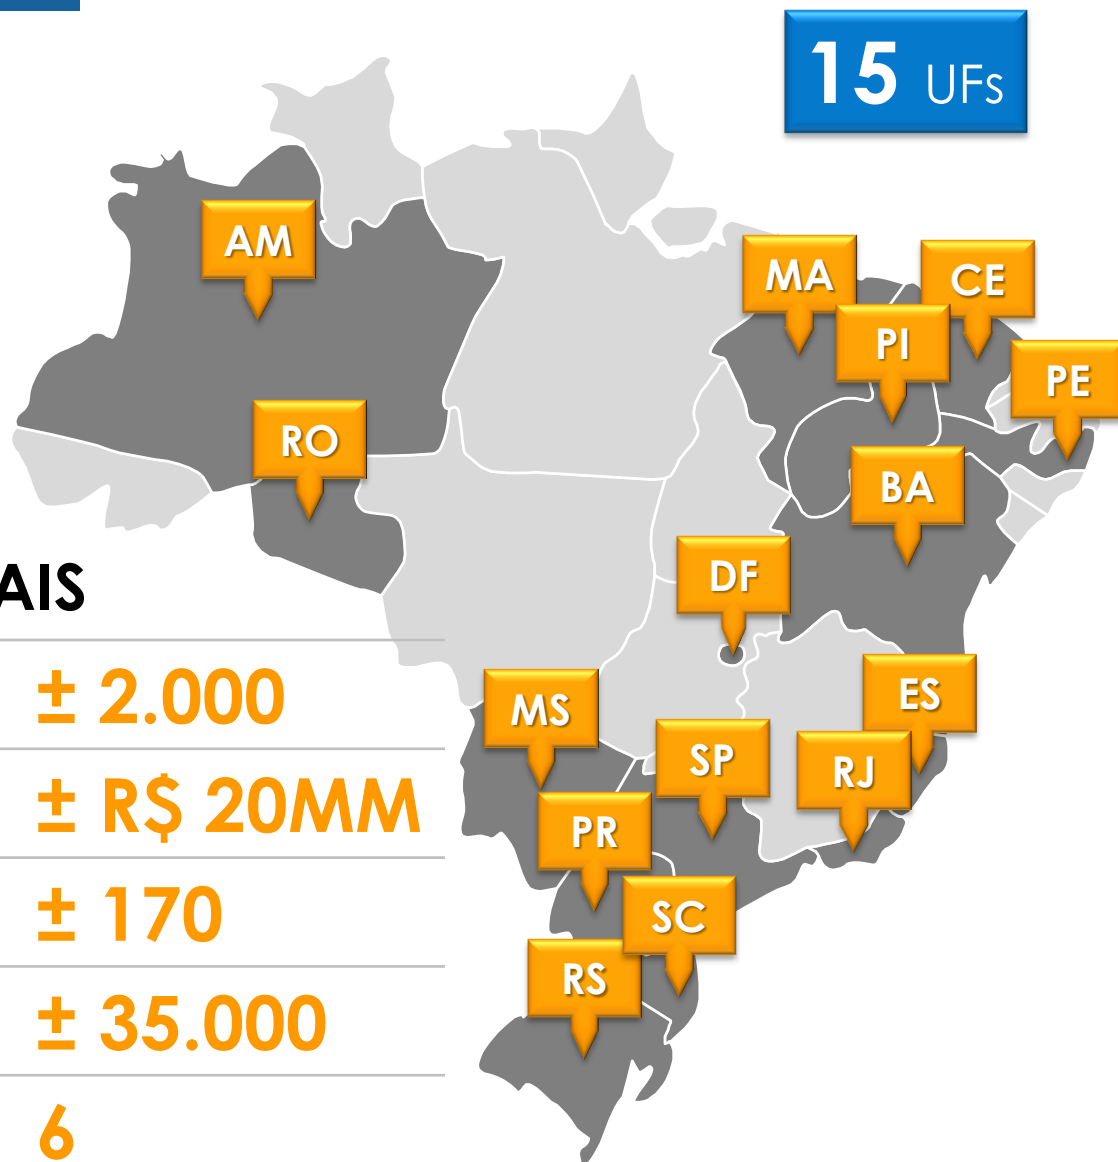 15 UFs
AM
MA
CE
PI
PE
RO
BA
DF
AIS
± 2.000
± R$ 20MM
± 170
± 35.000
6
MS
ES
SP
RJ
PR
SC
RS